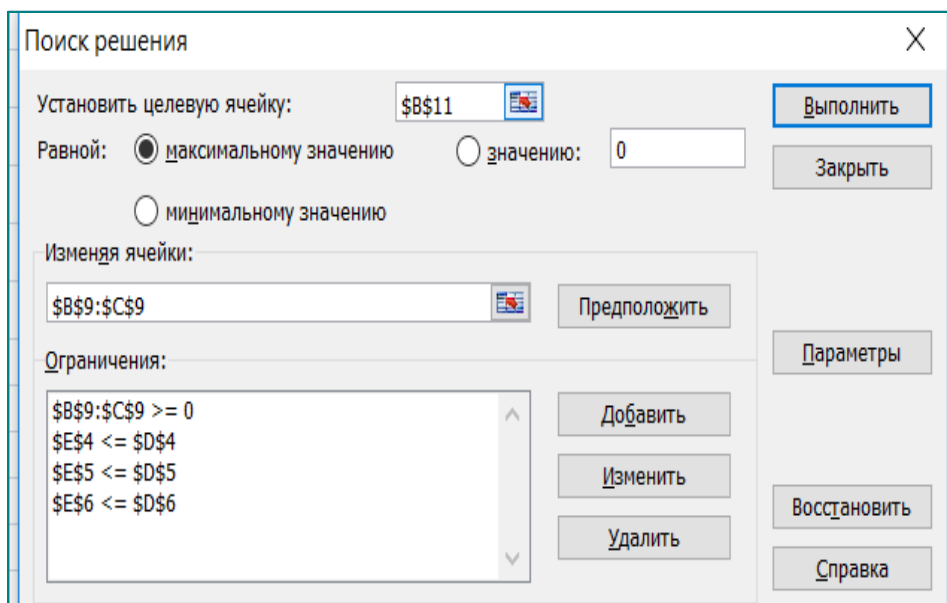 Поиск решения
Установить целевую ячейку: $B$11
Выполнить
Равной: максимальному значению значению: 0
Закрыть
минимальному значению
Изменяя ячейки:
$B$9:$C$9
Предположить
Параметры
Ограничения:
$B$9:$C$9 >= 0
$E$4 <= $D$4
$E$5 <= $D$5
$E$6 <= $D$6
Добавить
Изменить
Удалить
Восстановить
Справка